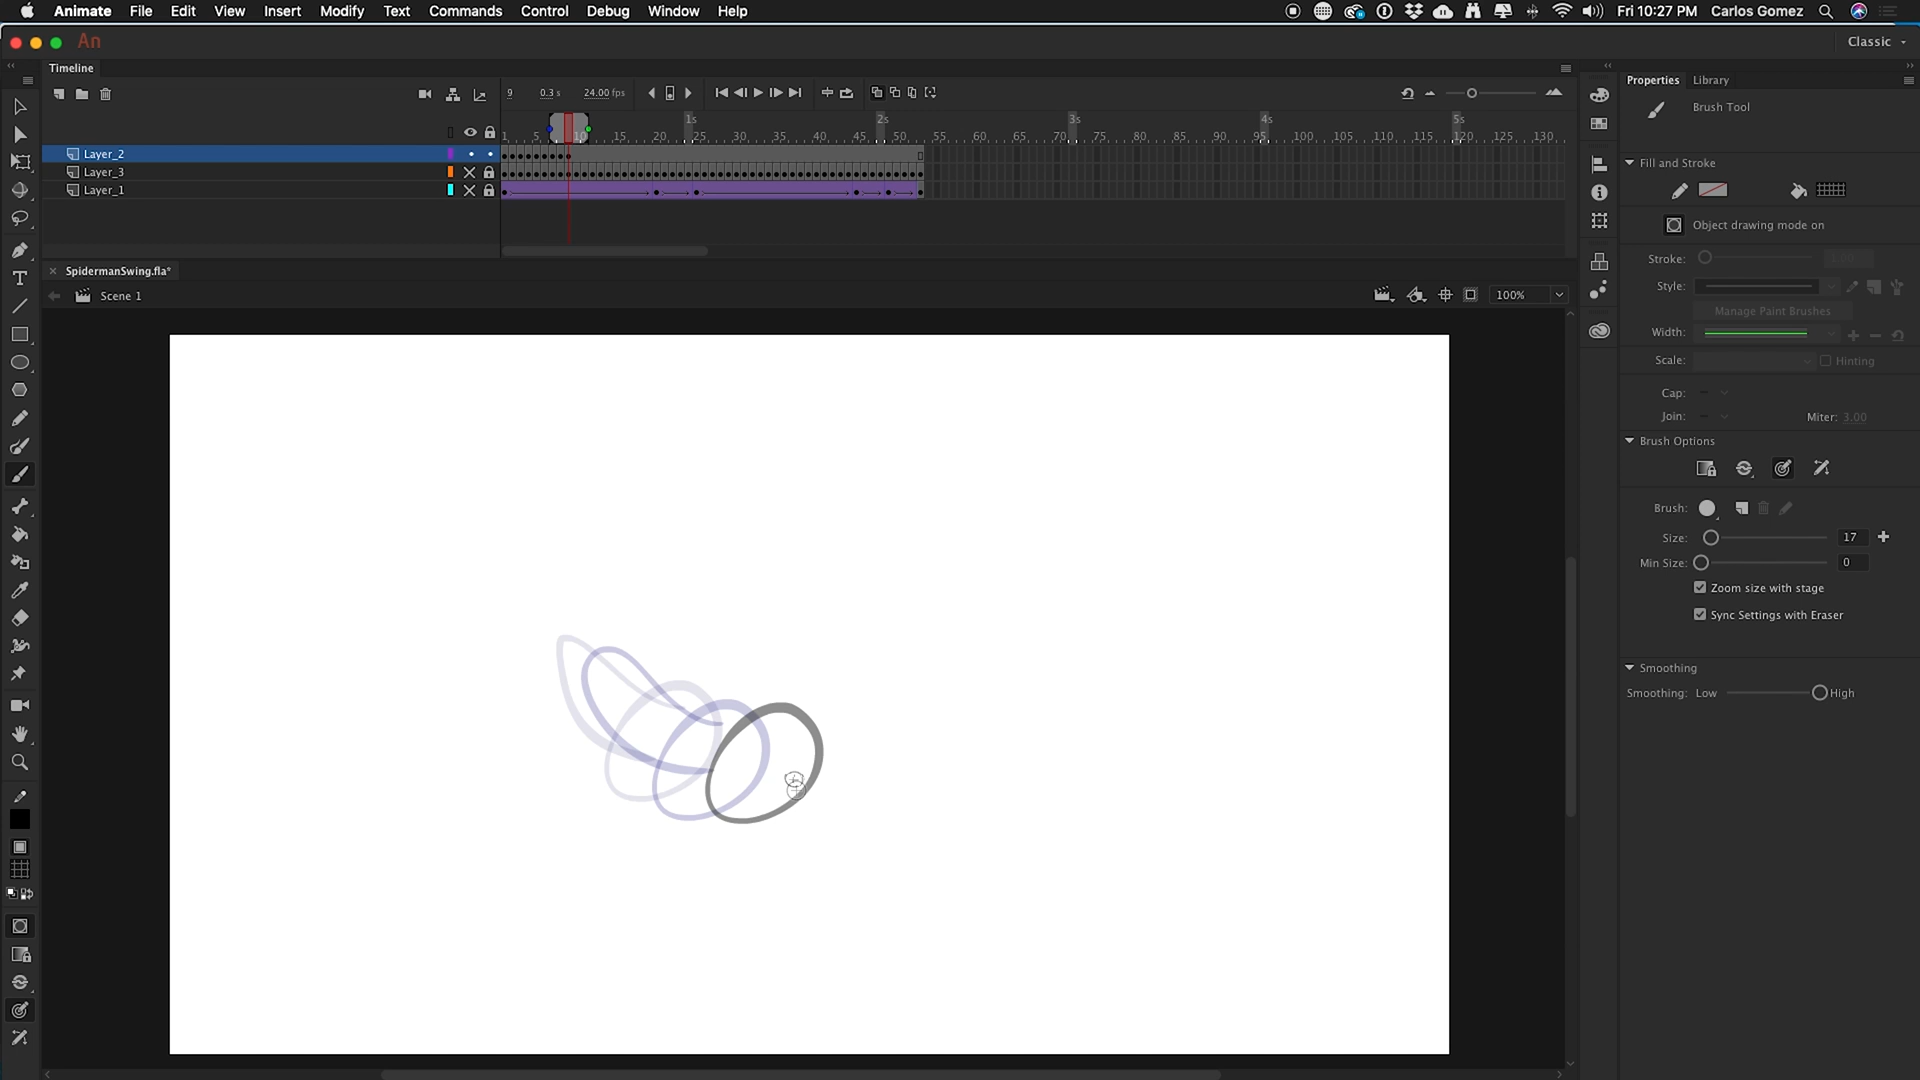 Animate File Edit View Insert Modify Text Commands Control Debug Window Help Fri 10:27 PM Carlos Gomez
An Classic
Timeline
9 0.3 s 24.00 fps
1s 2s 3s 4s 5s
1 5 10 15 20 25 30 35 40 45 50 55 60 65 70 75 80 85 90 95 100 105 110 115 120 125 130
Layer_2
Layer_3
Layer_1
SpidermanSwing.fla*
Scene 1 100%
Properties Library
Brush Tool
Fill and Stroke
Object drawing mode on
Stroke:
Style:
Manage Paint Brushes
Width:
Scale: Hinting
Cap:
Join: Miter: 3.00
Brush Options
Brush:
Size: 17
Min Size: 0
Zoom size with stage
Sync Settings with Eraser
Smoothing
Smoothing: Low High